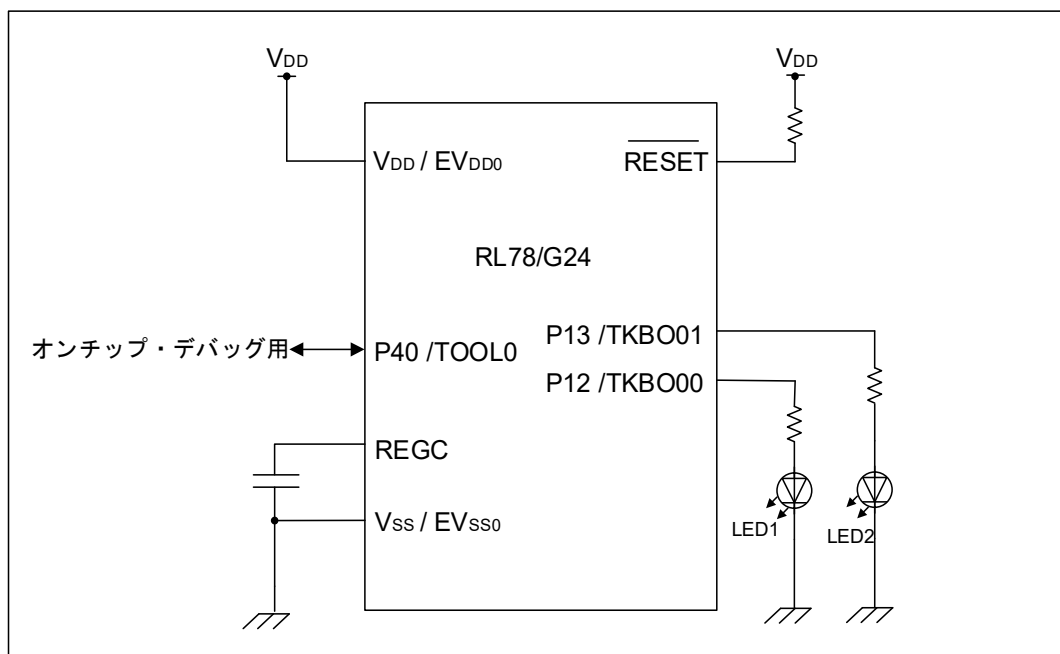 VDD
VDD
VDD / EVDD0
RESET
RL78/G24
P13 /TKBO01
オンチップ・デバッグ用
P40 /TOOL0
P12 /TKBO00
REGC
VSS / EVSS0
LED1
LED2